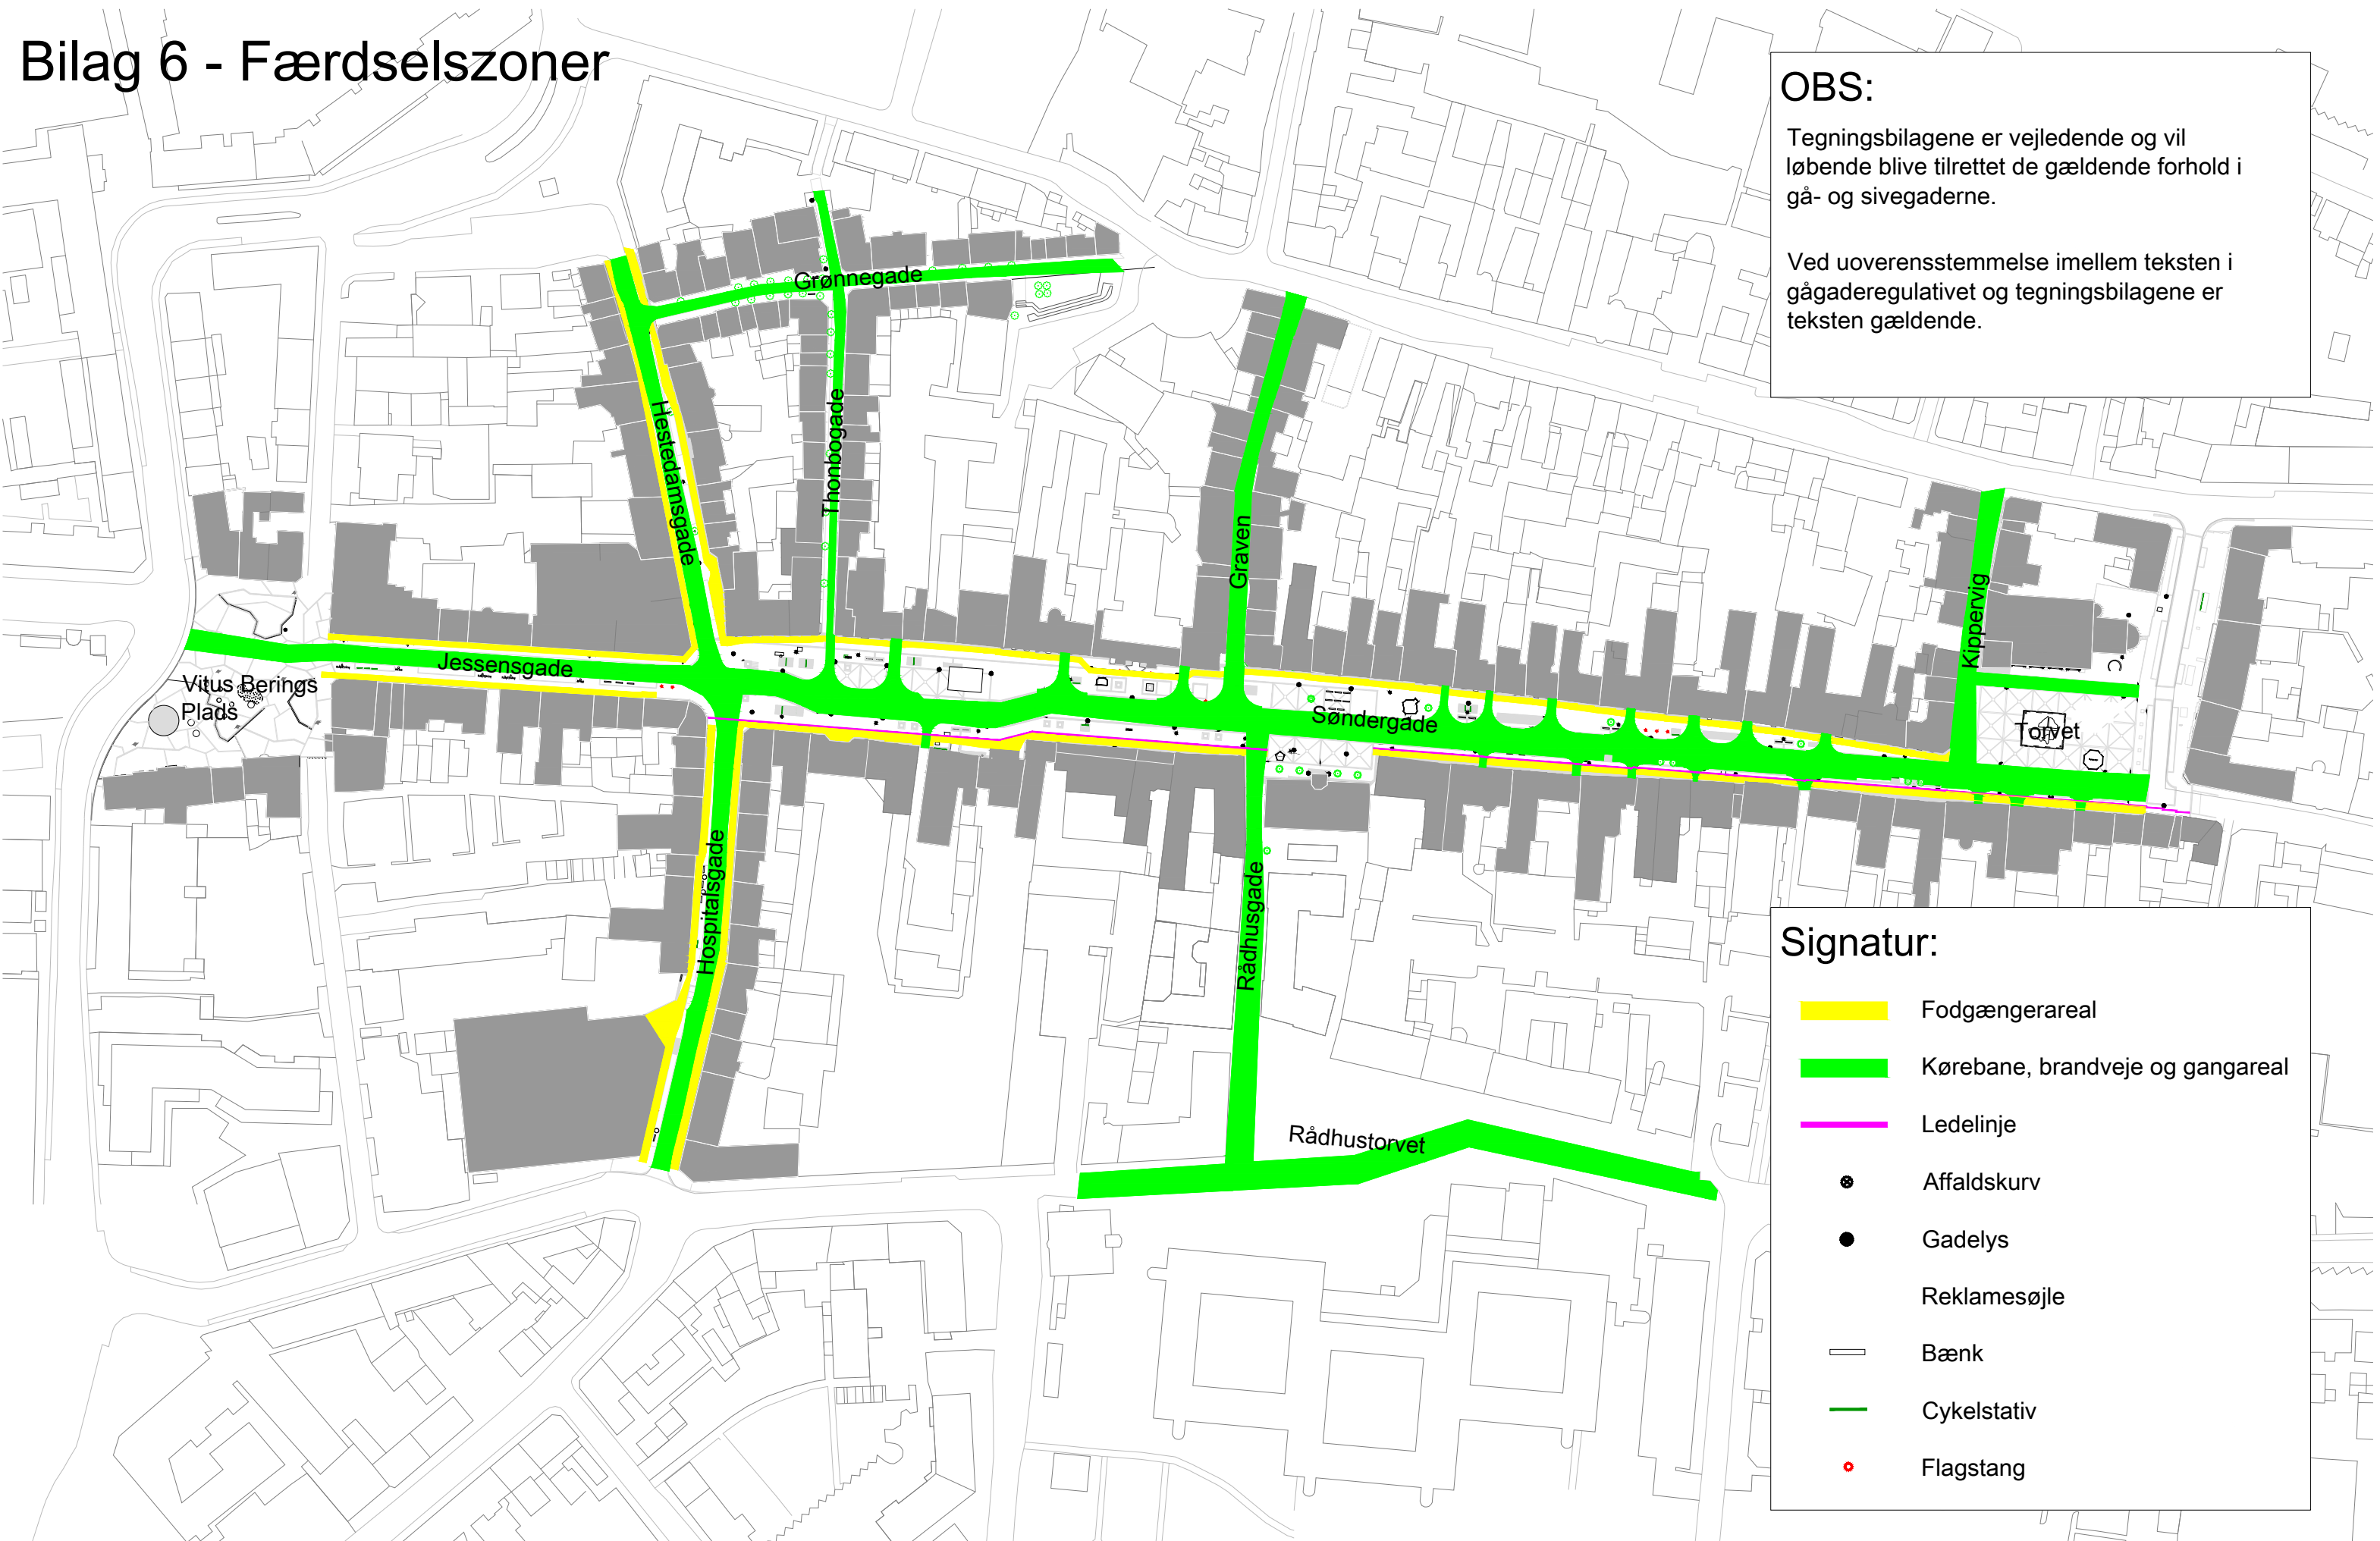 Bilag 6 - Færdselszoner
OBS:
Tegningsbilagene er vejledende og vil
løbende blive tilrettet de gældende forhold i
gå- og sivegaderne.
Ved uoverensstemmelse imellem teksten i
gågaderegulativet og tegningsbilagene er
teksten gældende.
Grønnegade
Hestedamsgade
Thonbogade
Graven
Kippervig
Jessensgade
Vitus Berings
Plads
Søndergade
Torvet
Hospitalsgade
Rådhusgade
Rådhustorvet
Signatur:
Fodgængerareal
Kørebane, brandveje og gangareal
Ledelinje
Affaldskurv
Gadelys
Reklamesøjle
Bænk
Cykelstativ
Flagstang